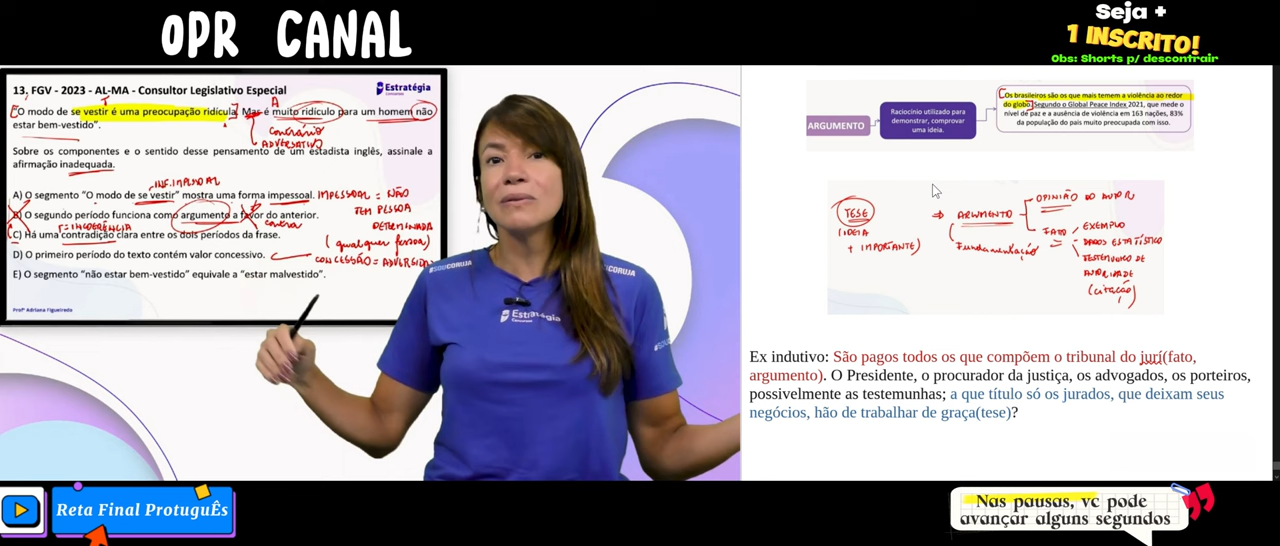 OPR CANAL
Seja +
1 INSCRITO!
Obs: Shorts p/ descontrair
13. FGV - 2023 - AL-MA - Consultor Legislativo Especial
Estratégia
Concursos
T
A
"O modo de se vestir é uma preocupação ridícula. Mas é muito ridículo para um homem não
estar bem-vestido".
CONTRÁRIO
ADVERSATIVO
Sobre os componentes e o sentido desse pensamento de um estadista inglês, assinale a
afirmação inadequada.
INF. IMPESSOAL
A) O segmento "O modo de se vestir" mostra uma forma impessoal.
IMPESSOAL = NÃO
TEM PESSOA
DETERMINADA
(qualquer pessoa)
B) O segundo período funciona como argumento a favor do anterior.
contra
INCOERÊNCIA
C) Há uma contradição clara entre os dois períodos da frase.
D) O primeiro período do texto contém valor concessivo.
CONCESSÃO = ADVERSID
E) O segmento "não estar bem-vestido" equivale a "estar malvestido".
Profª Adriana Figueiredo
#SOUCORUJA
CORUJA
Estratégia
Concursos
ARGUMENTO
Raciocínio utilizado para
demonstrar, comprovar
uma ideia.
Os brasileiros são os que mais temem a violência ao redor
do globo. Segundo o Global Peace Index 2021, que mede o
nível de paz e a ausência de violência em 163 nações, 83%
da população do país muito preocupada com isso.
TESE
(IDEIA
+ IMPORTANTE)
⇒ ARGUMENTO
Fundamentação
OPINIÃO DO AUTOR
FATO
EXEMPLO
DADOS ESTATÍSTICO
TESTEMUNHO DE
AUTORIDADE
(citação)
Ex indutivo: São pagos todos os que compõem o tribunal do jurí(fato,
argumento). O Presidente, o procurador da justiça, os advogados, os porteiros,
possivelmente as testemunhas; a que título só os jurados, que deixam seus
negócios, hão de trabalhar de graça(tese)?
Reta Final ProtuguÊs
Nas pausas, vc pode
avançar alguns segundos